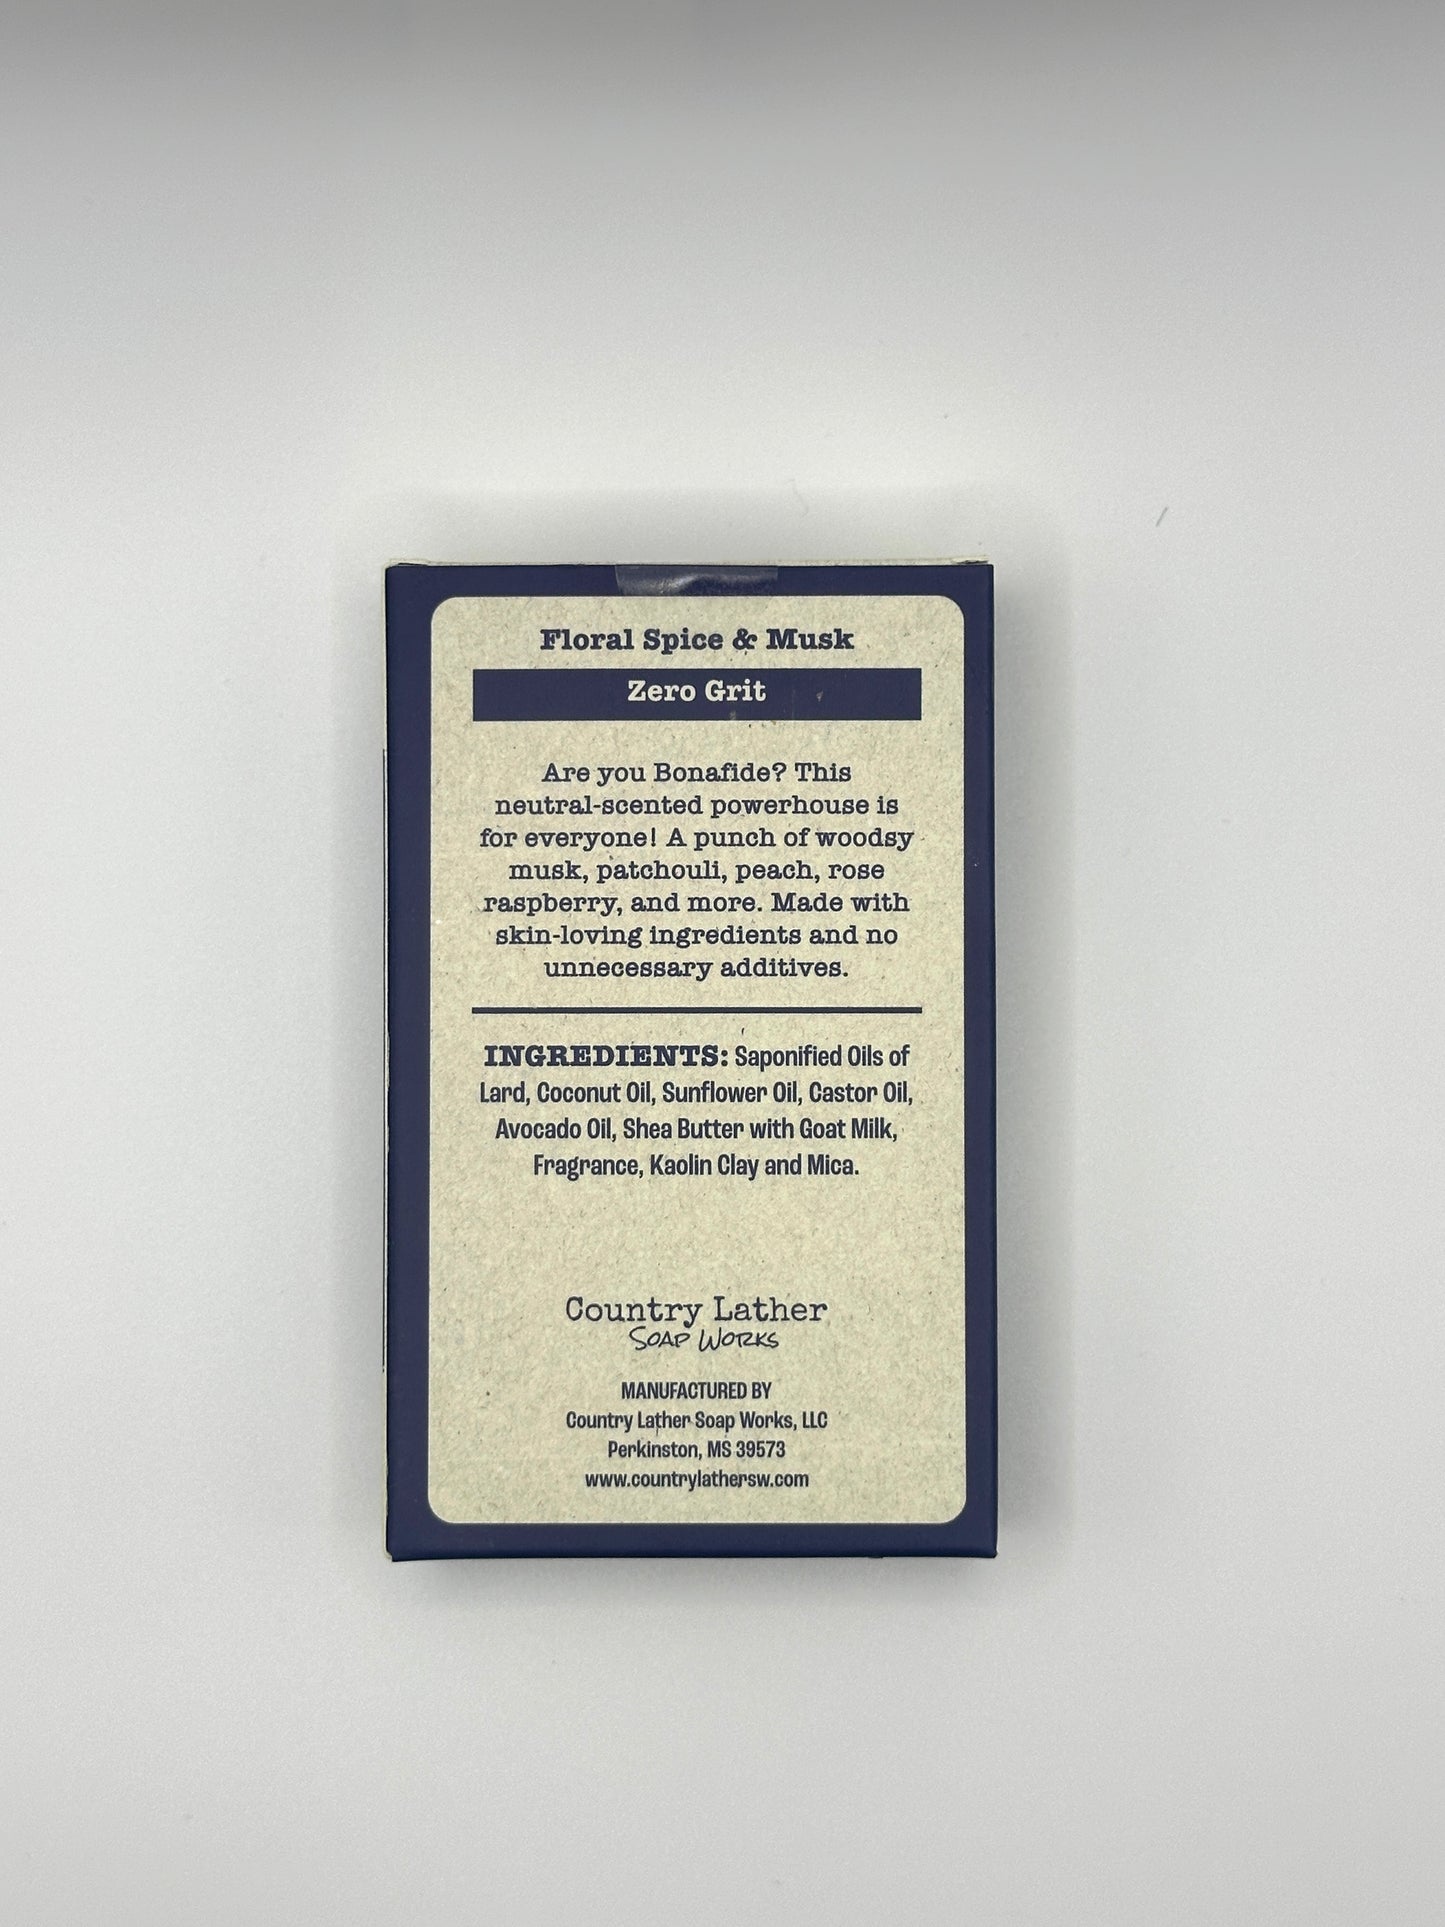 Floral Spice & Musk
Zero Grit
Are you Bonafide? This
neutral-scented powerhouse is
for everyone! A punch of woodsy
musk, patchouli, peach, rose
raspberry, and more. Made with
skin-loving ingredients and no
unnecessary additives.
INGREDIENTS: Saponified Oils of
Lard, Coconut Oil, Sunflower Oil, Castor Oil,
Avocado Oil, Shea Butter with Goat Milk,
Fragrance, Kaolin Clay and Mica.
Country Lather
SOAP WORKS
MANUFACTURED BY
Country Lather Soap Works, LLC
Perkinston, MS 39573
www.countrylathersw.com